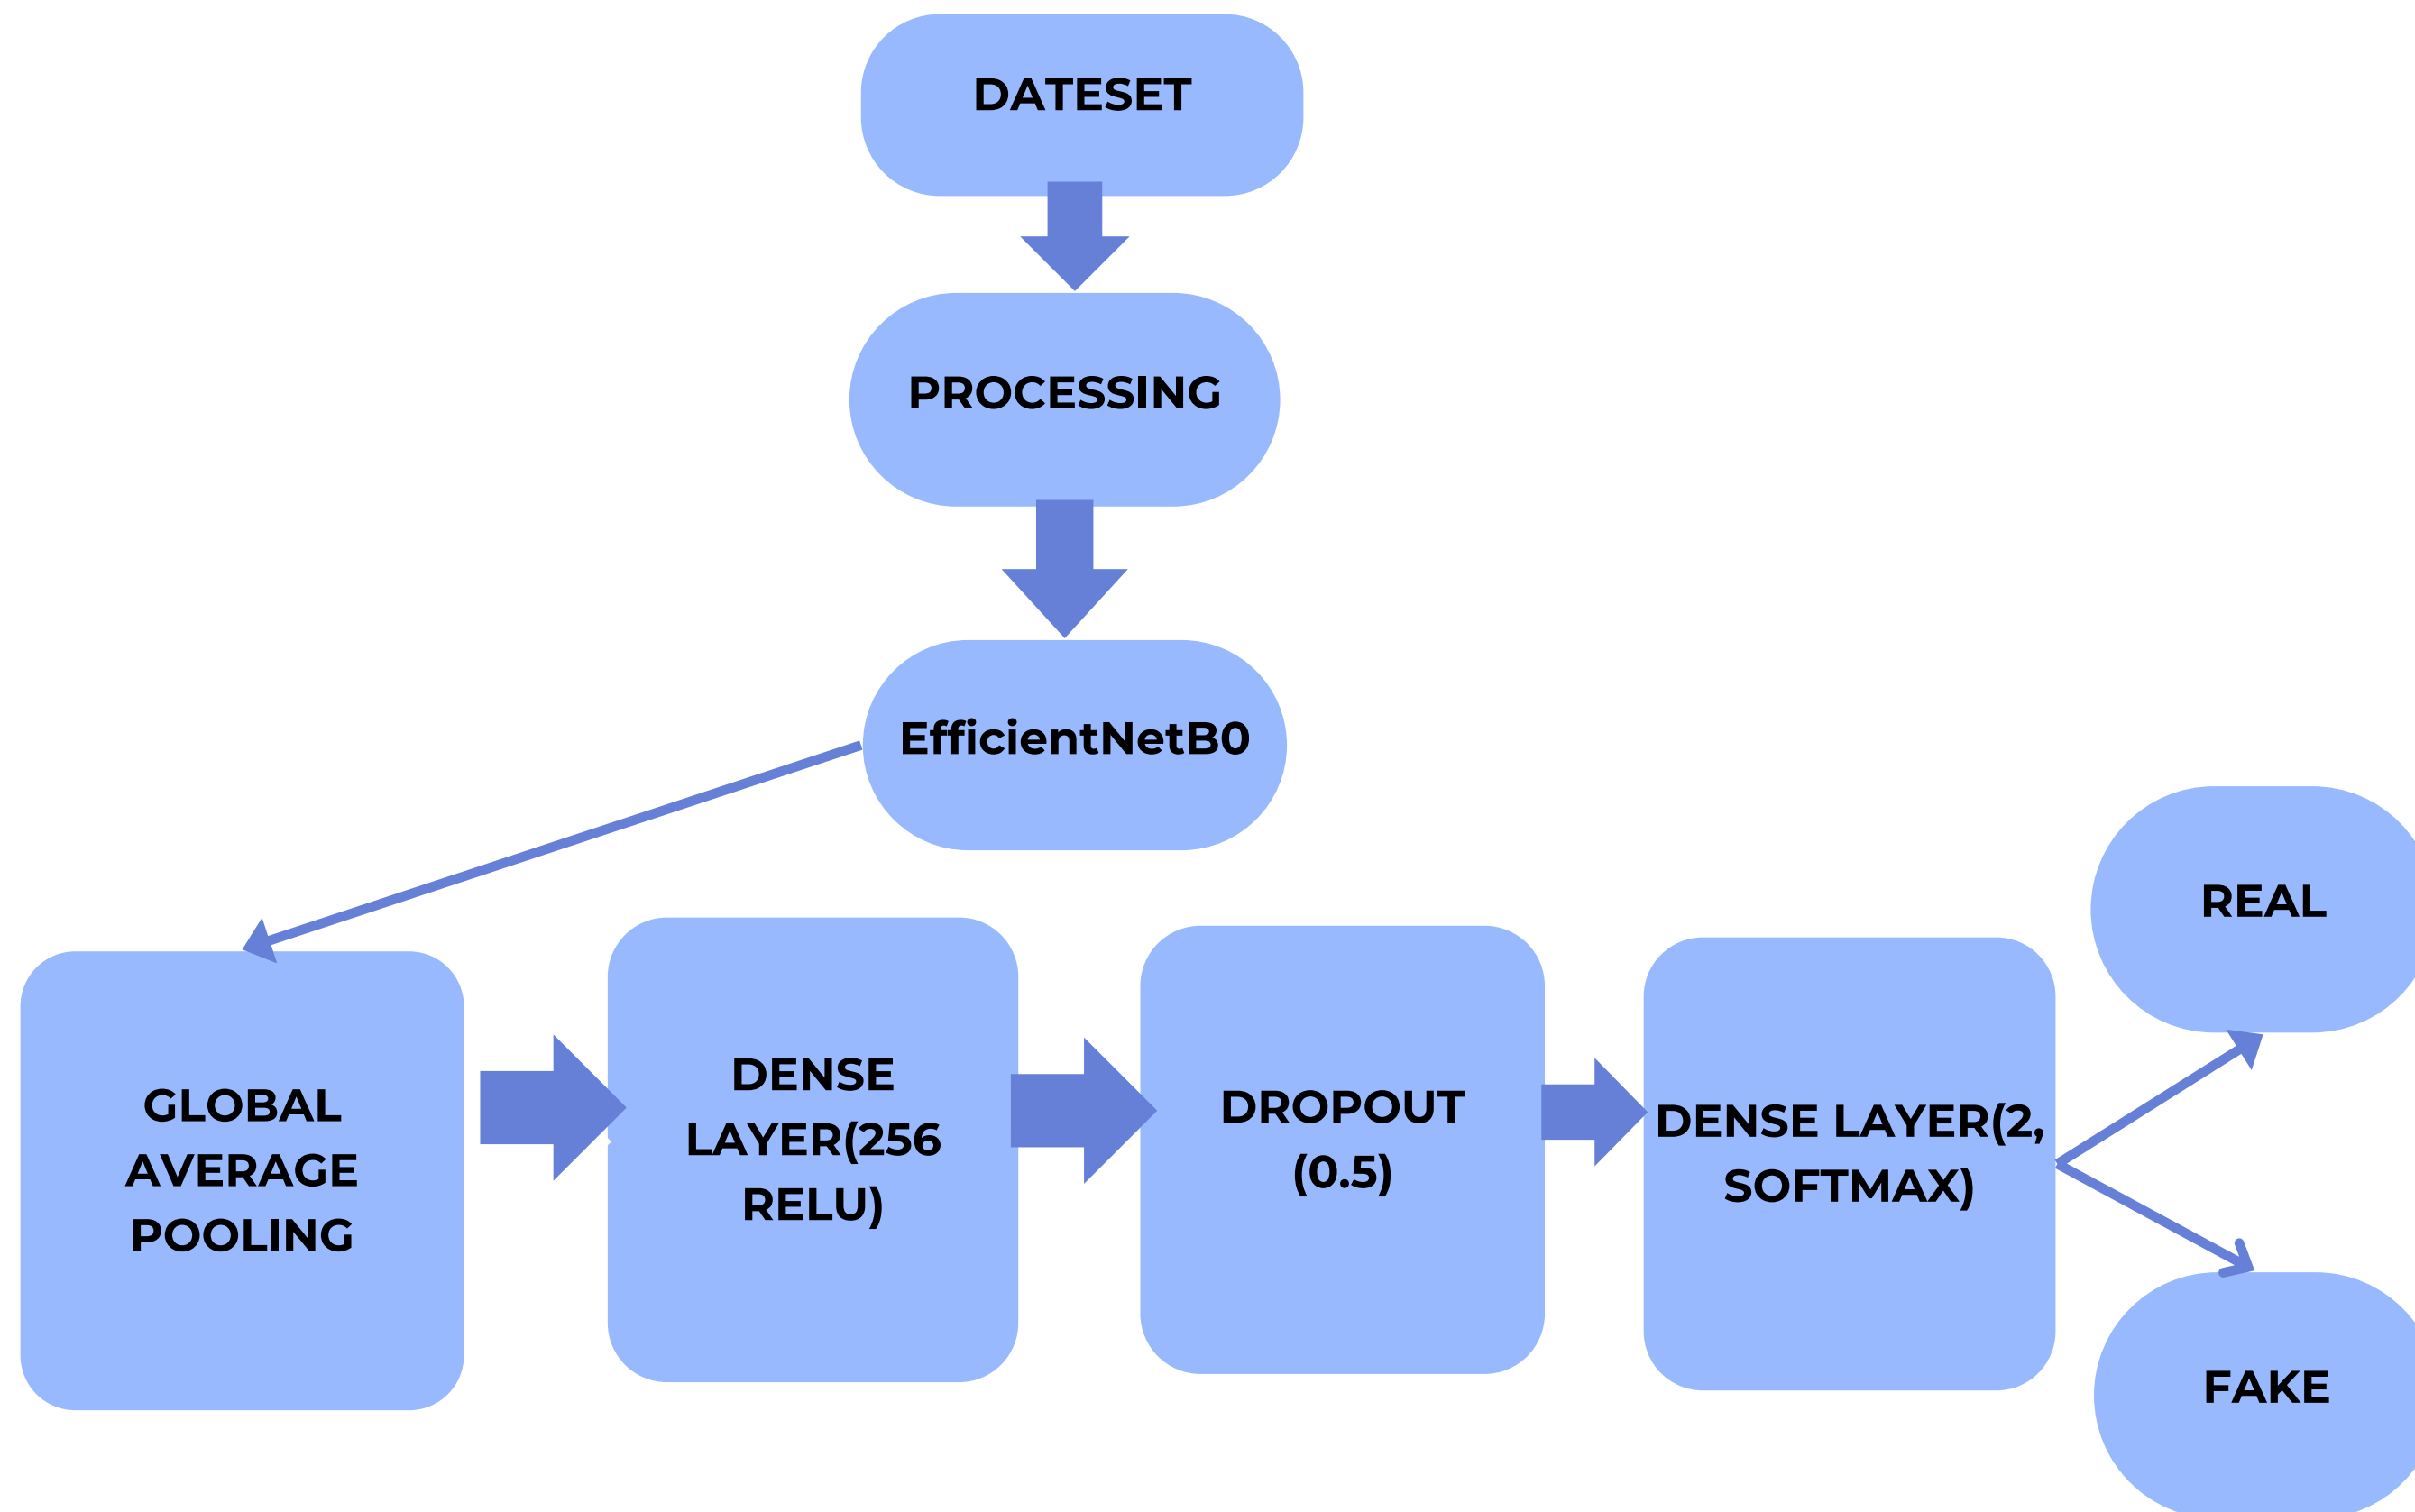 DATESET
PROCESSING
EfficientNetB0
GLOBAL
AVERAGE
POOLING
DENSE
LAYER(256
RELU)
DROPOUT
(0.5)
DENSE LAYER (2,
SOFTMAX)
REAL
FAKE